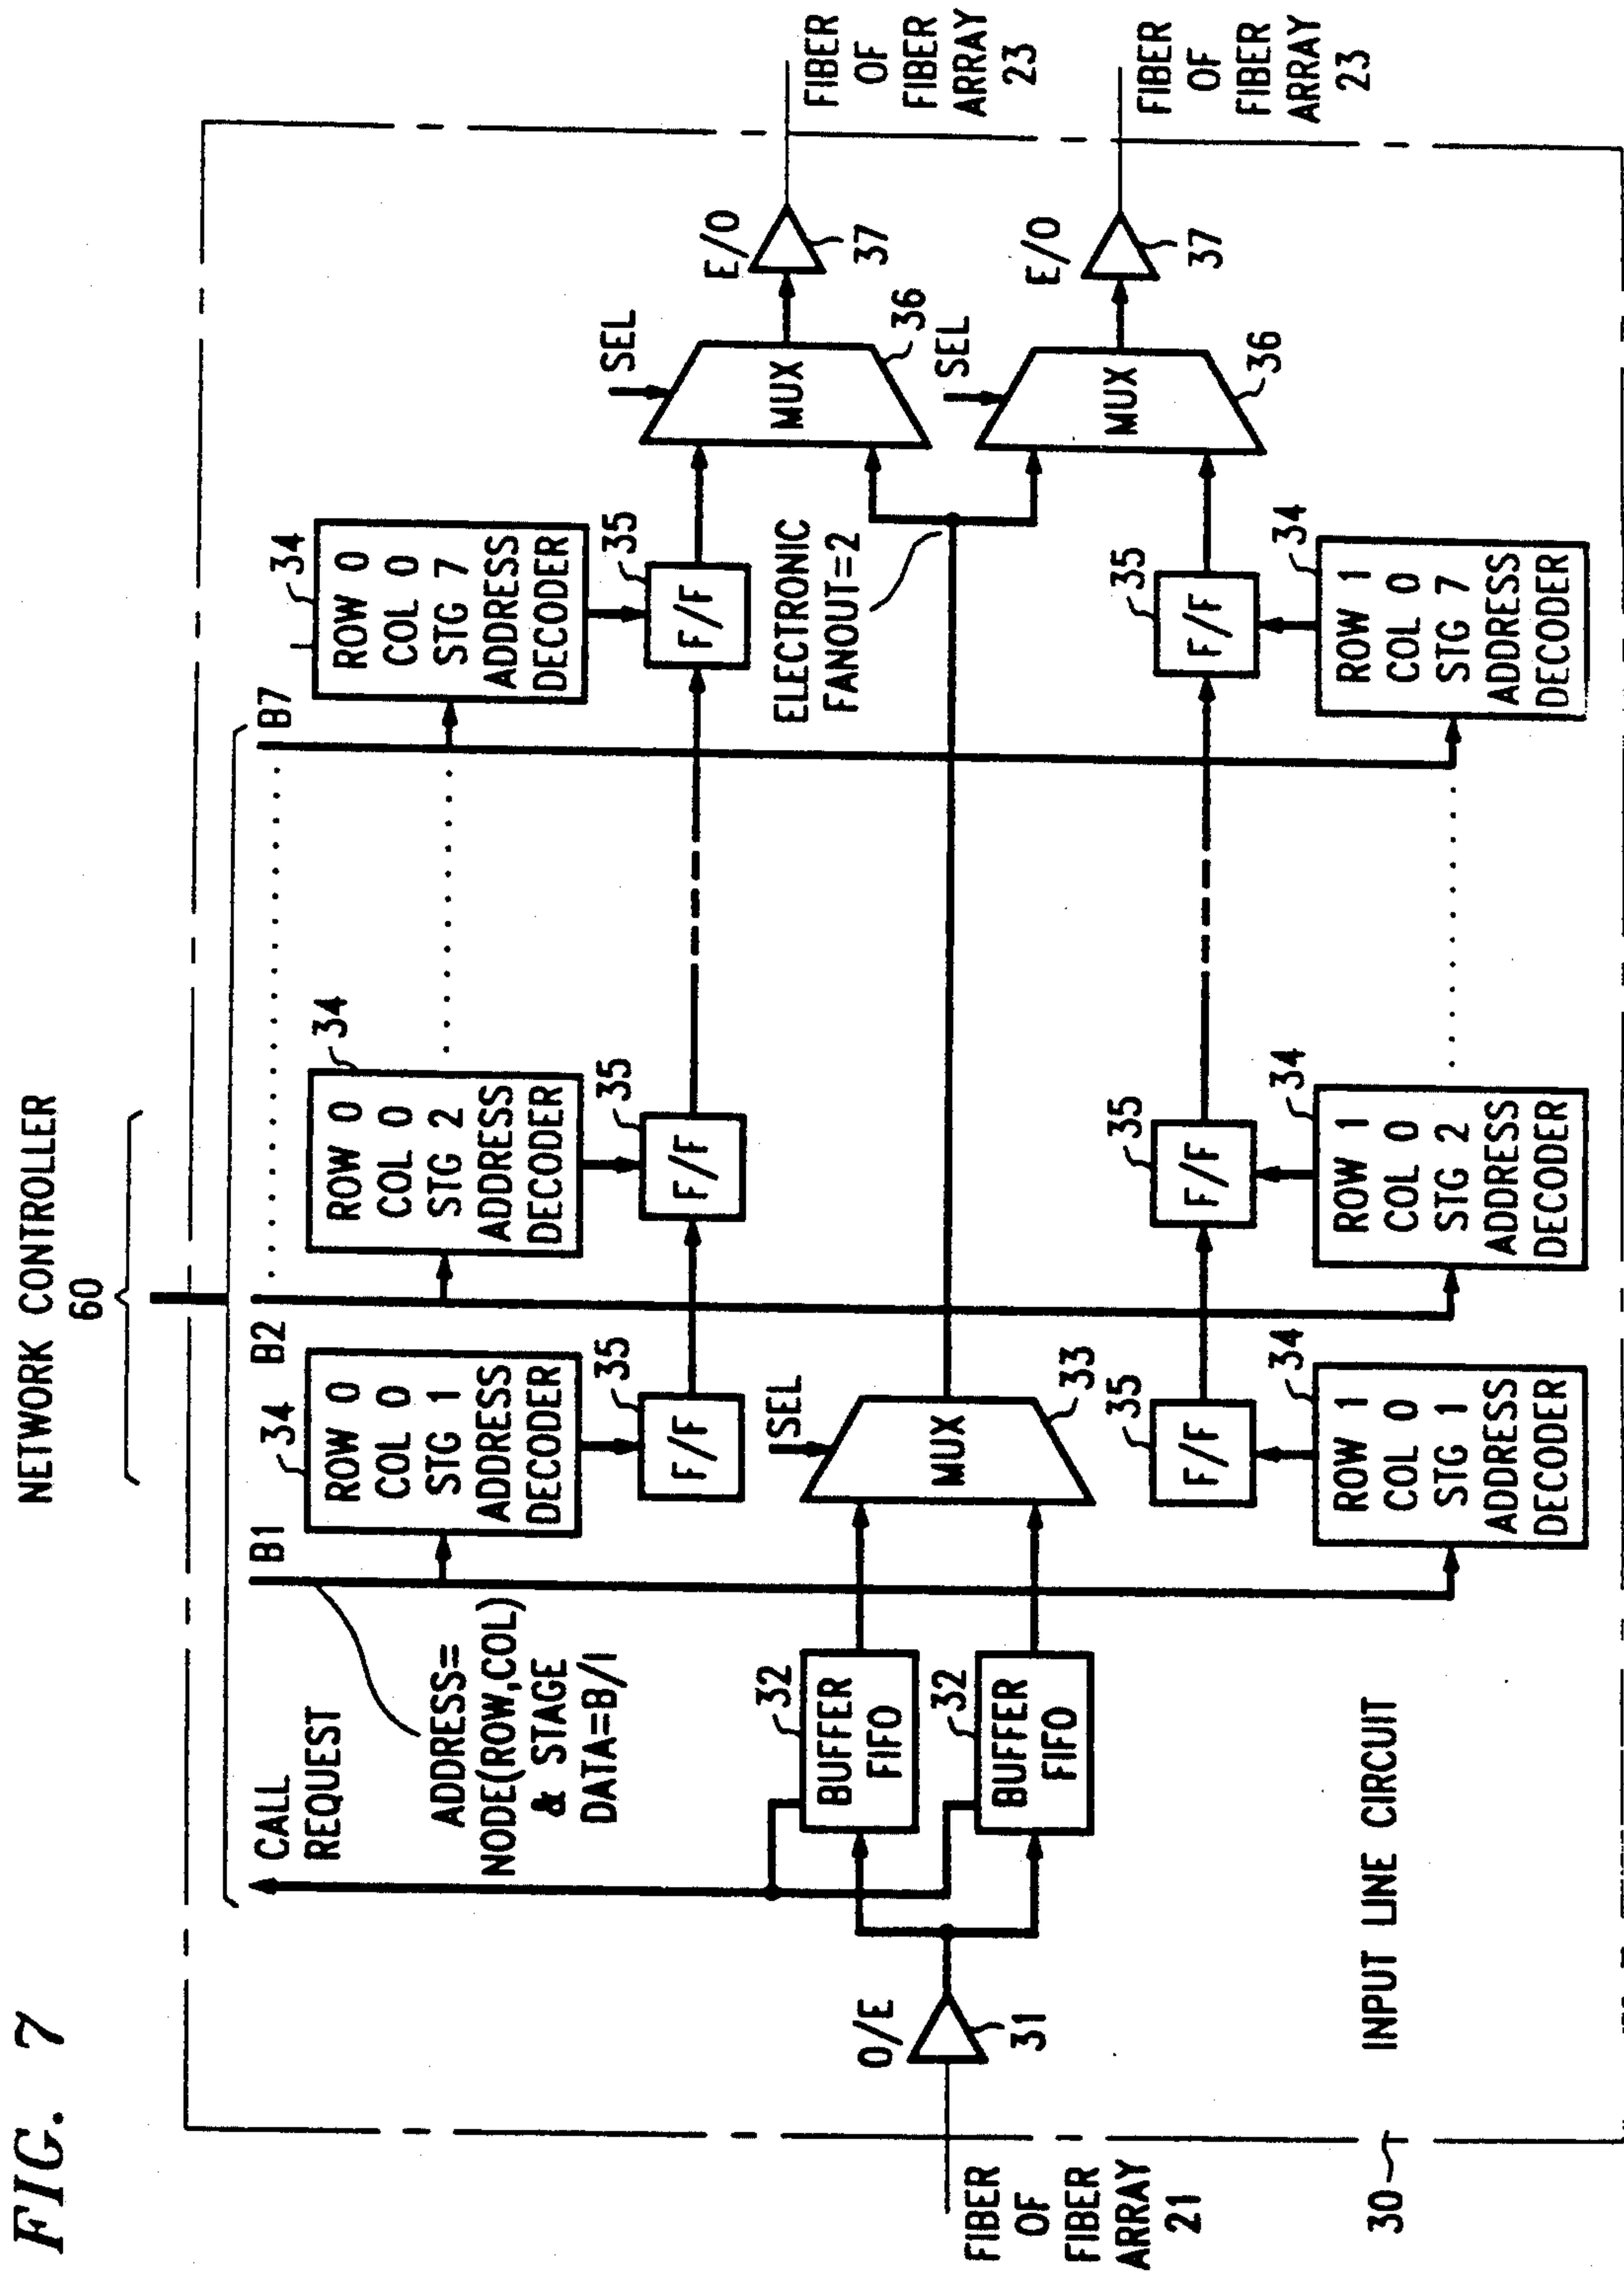 FIG. 7
NETWORK CONTROLLER
60
CALL
REQUEST
ADDRESS=
NODE(ROW,COL)
& STAGE
DATA=B/I
B1
B2
B7
34
ROW 0
COL 0
STG 1
ADDRESS
DECODER
34
ROW 0
COL 0
STG 2
ADDRESS
DECODER
34
ROW 0
COL 0
STG 7
ADDRESS
DECODER
35
F/F
35
F/F
35
F/F
SEL
MUX
36
E/O
37
FIBER
OF
FIBER
ARRAY
23
FIBER
OF
FIBER
ARRAY
21
O/E
31
32
BUFFER
FIFO
32
BUFFER
FIFO
SEL
MUX
33
ELECTRONIC
FANOUT=2
SEL
MUX
36
E/O
37
FIBER
OF
FIBER
ARRAY
23
35
F/F
35
F/F
35
F/F
34
ROW 1
COL 0
STG 1
ADDRESS
DECODER
34
ROW 1
COL 0
STG 2
ADDRESS
DECODER
34
ROW 1
COL 0
STG 7
ADDRESS
DECODER
30
INPUT LINE CIRCUIT